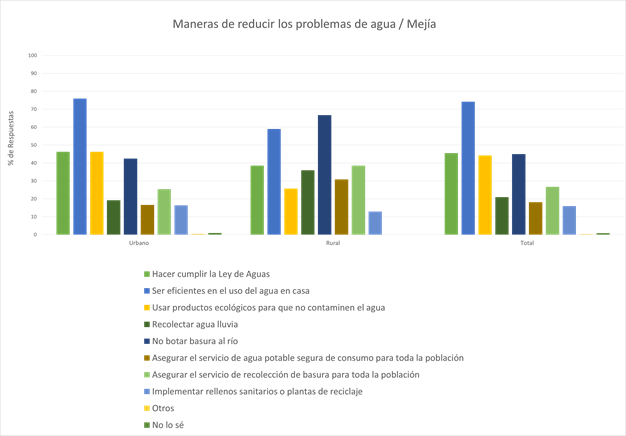 Maneras de reducir los problemas de agua / Mejía
% de Respuestas
100
90
80
70
60
50
40
30
20
10
0
Urbano
Rural
Total
Hacer cumplir la Ley de Aguas
Ser eficientes en el uso del agua en casa
Usar productos ecológicos para que no contaminen el agua
Recolectar agua lluvia
No botar basura al río
Asegurar el servicio de agua potable segura de consumo para toda la población
Asegurar el servicio de recolección de basura para toda la población
Implementar rellenos sanitarios o plantas de reciclaje
Otros
No lo sé